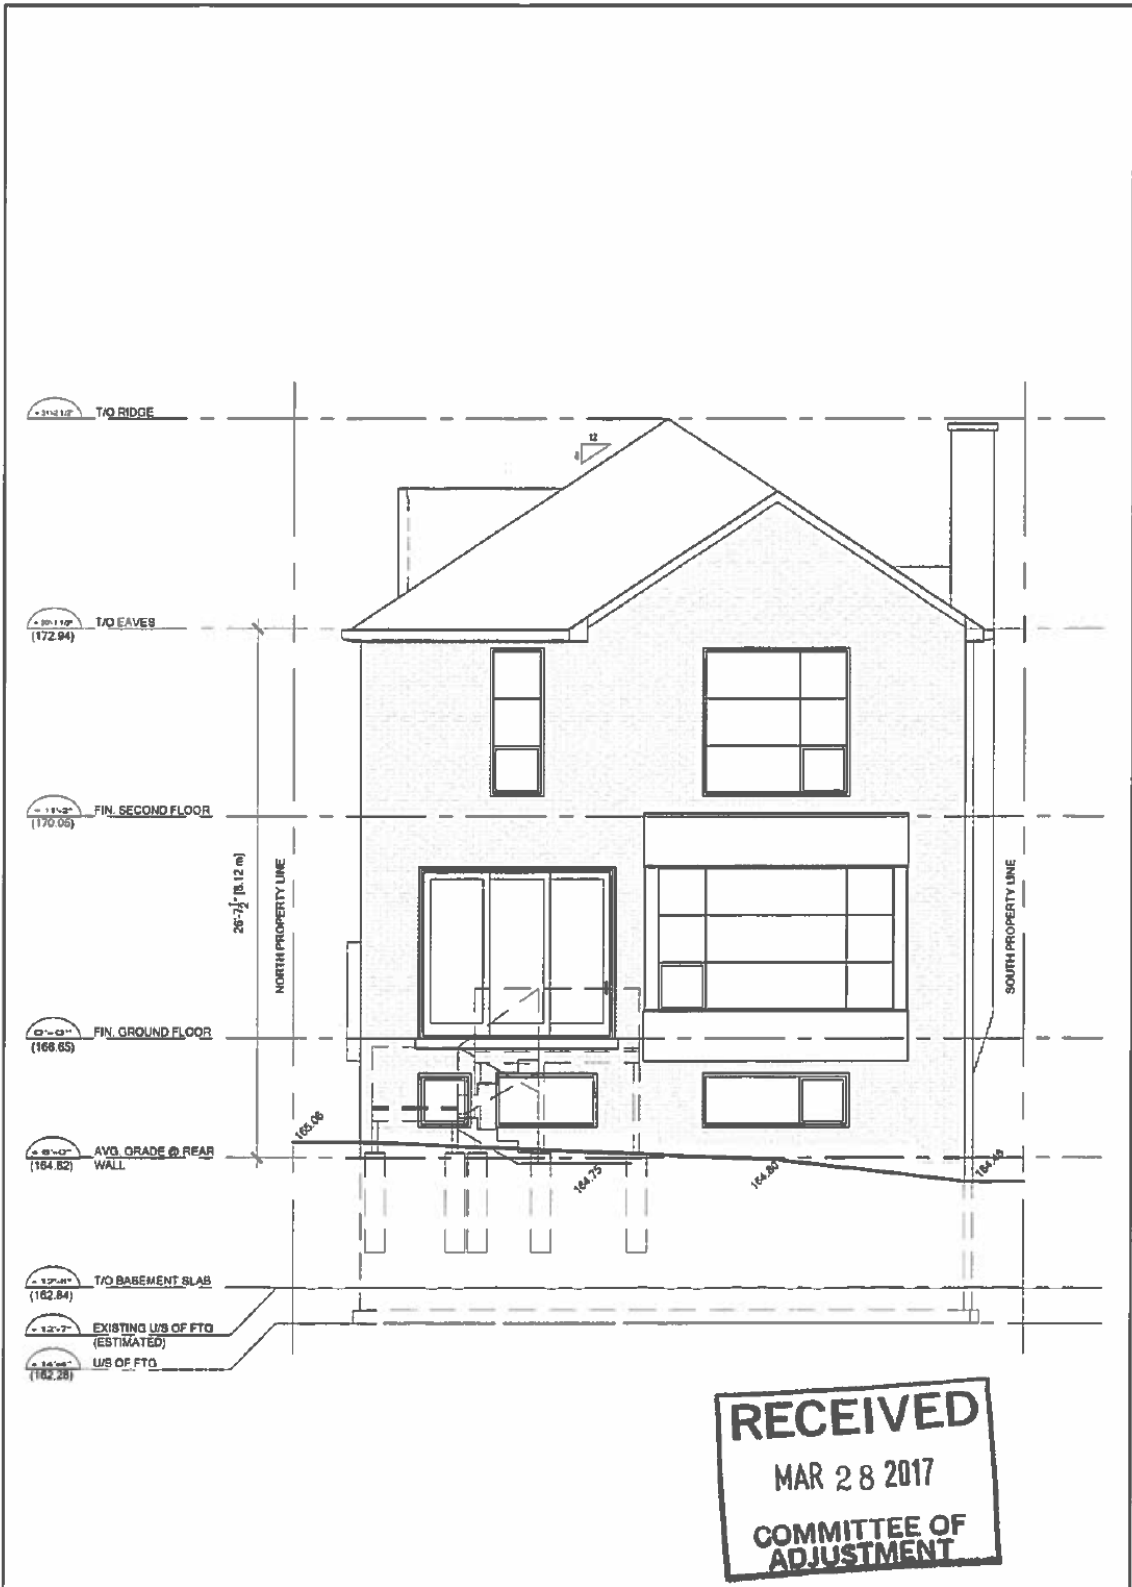 T/O RIDGE
12
T/O EAVES
(172.94)
FIN. SECOND FLOOR
(170.05)
26'-7½" [8.12 m]
NORTH PROPERTY LINE
SOUTH PROPERTY LINE
0'-0"
FIN. GROUND FLOOR
(166.65)
165.06
AVG. GRADE @ REAR
WALL
(164.82)
164.75
164.80
164.45
T/O BASEMENT SLAB
(162.84)
EXISTING U/S OF FTG
(ESTIMATED)
U/S OF FTG
(162.28)
RECEIVED
MAR 28 2017
COMMITTEE OF
ADJUSTMENT